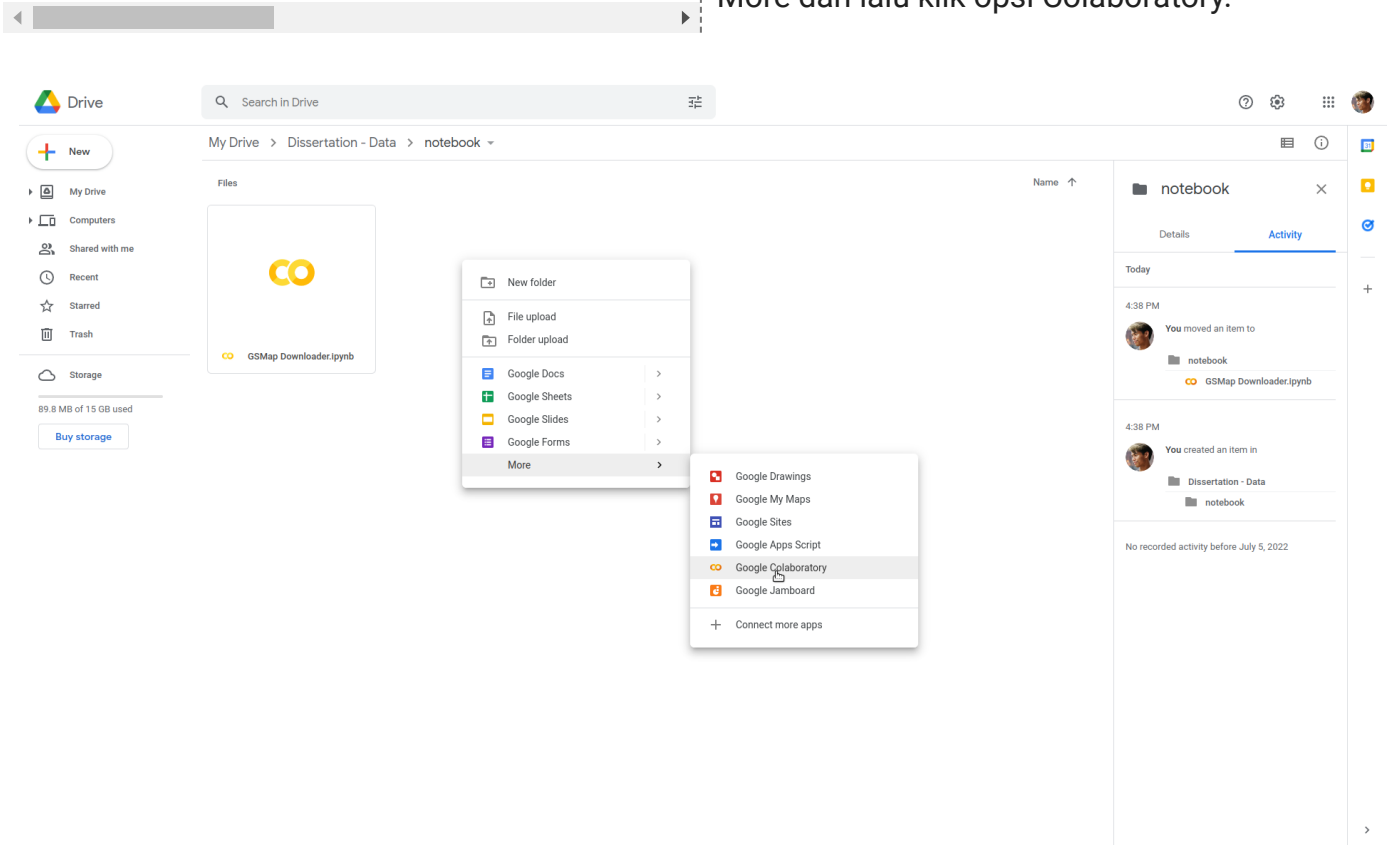 More dan lalu klik opsi Colaboratory.
Drive
Search in Drive
New
My Drive > Dissertation - Data > notebook
My Drive
Computers
Shared with me
Recent
Starred
Trash
Storage
89.8 MB of 15 GB used
Buy storage
Files
Name
GSMap Downloader.ipynb
New folder
File upload
Folder upload
Google Docs
Google Sheets
Google Slides
Google Forms
More
Google Drawings
Google My Maps
Google Sites
Google Apps Script
Google Colaboratory
Google Jamboard
Connect more apps
notebook
Details
Activity
Today
4:38 PM
You moved an item to
notebook
GSMap Downloader.ipynb
4:38 PM
You created an item in
Dissertation - Data
notebook
No recorded activity before July 5, 2022
31